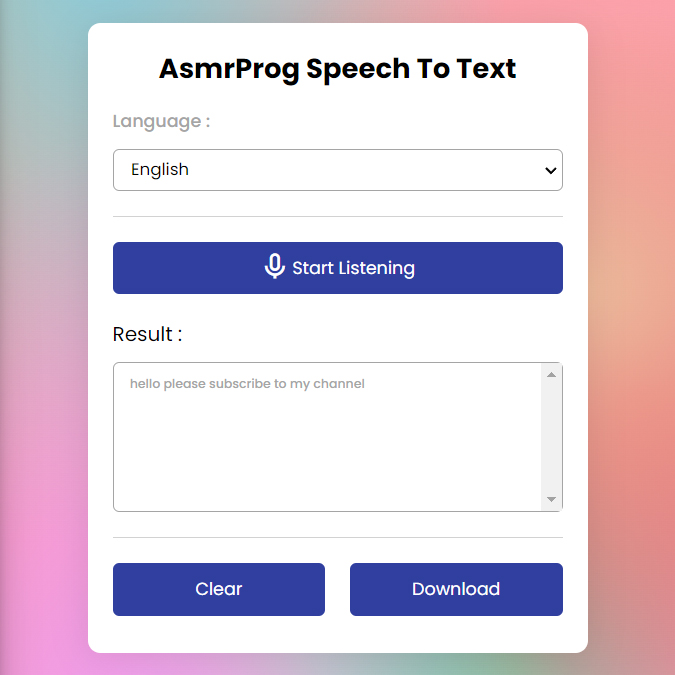 AsmrProg Speech To Text
Language :
English
Start Listening
Result :
hello please subscribe to my channel
Clear
Download